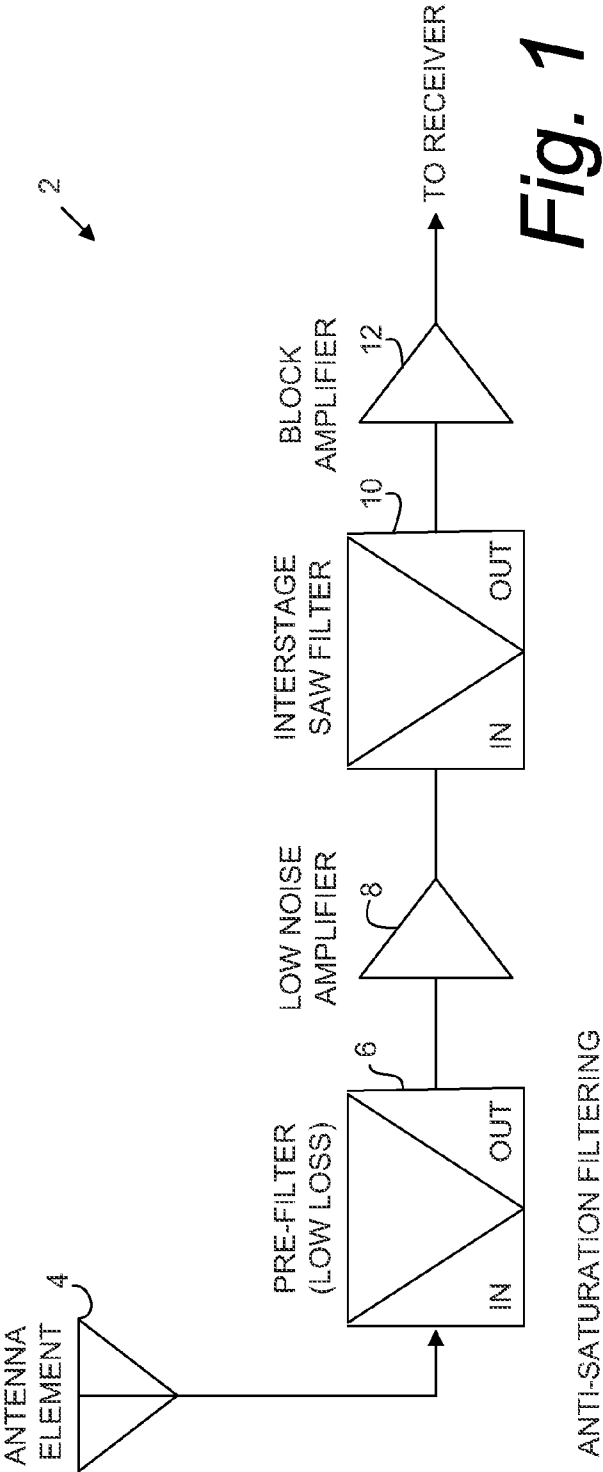 2
ANTENNA
ELEMENT
4
PRE-FILTER
(LOW LOSS)
6
IN
OUT
LOW NOISE
AMPLIFIER
8
INTERSTAGE
SAW FILTER
10
IN
OUT
BLOCK
AMPLIFIER
12
TO RECEIVER
ANTI-SATURATION FILTERING
Fig. 1